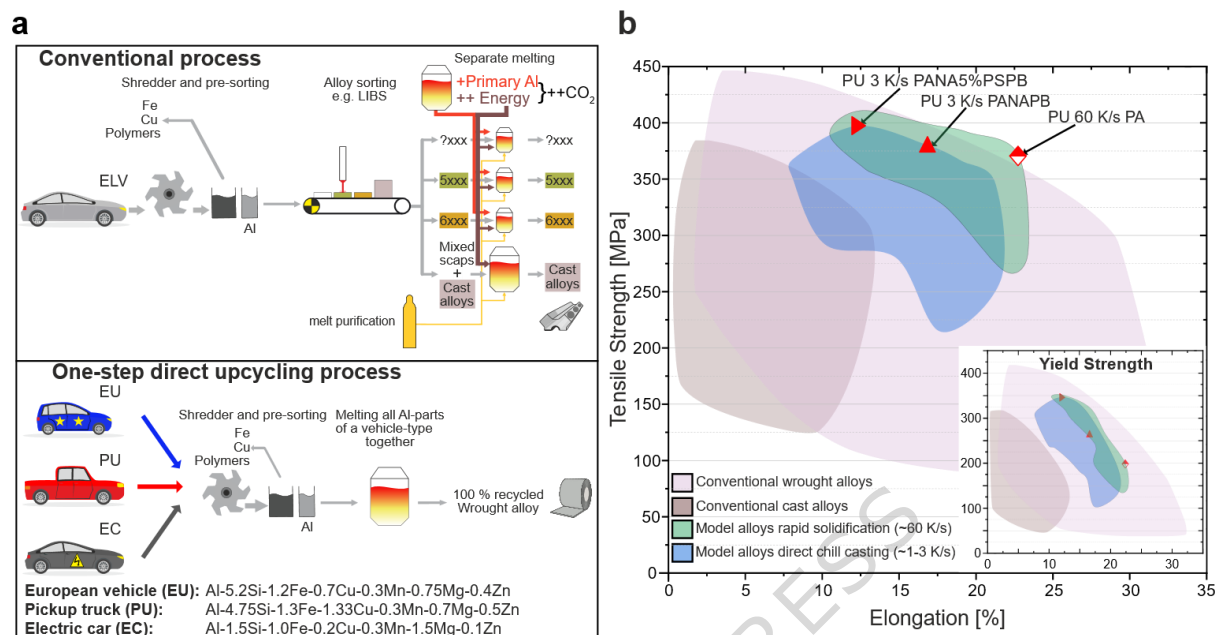 a
Conventional process
Shredder and pre-sorting
Fe
Cu
Polymers
ELV
Al
Alloy sorting
e.g. LIBS
Separate melting
+Primary Al
++ Energy
}++CO2
?xxx
?xxx
5xxx
5xxx
6xxx
6xxx
Mixed
scaps
+
Cast
alloys
Cast
alloys
melt purification
One-step direct upcycling process
EU
PU
EC
Shredder and pre-sorting
Fe
Cu
Polymers
Al
Melting all Al-parts
of a vehicle-type
together
100 % recycled
Wrought alloy
European vehicle (EU): Al-5.2Si-1.2Fe-0.7Cu-0.3Mn-0.75Mg-0.4Zn
Pickup truck (PU): Al-4.75Si-1.3Fe-1.33Cu-0.3Mn-0.7Mg-0.5Zn
Electric car (EC): Al-1.5Si-1.0Fe-0.2Cu-0.3Mn-1.5Mg-0.1Zn
b
Tensile Strength [MPa]
450
400
350
300
250
200
150
100
50
0
PU 3 K/s PANA5%PSPB
PU 3 K/s PANAPB
PU 60 K/s PA
Conventional wrought alloys
Conventional cast alloys
Model alloys rapid solidification (~60 K/s)
Model alloys direct chill casting (~1-3 K/s)
Yield Strength
400
300
200
100
0
0
10
20
30
0
5
10
15
20
25
30
35
Elongation [%]
RESS